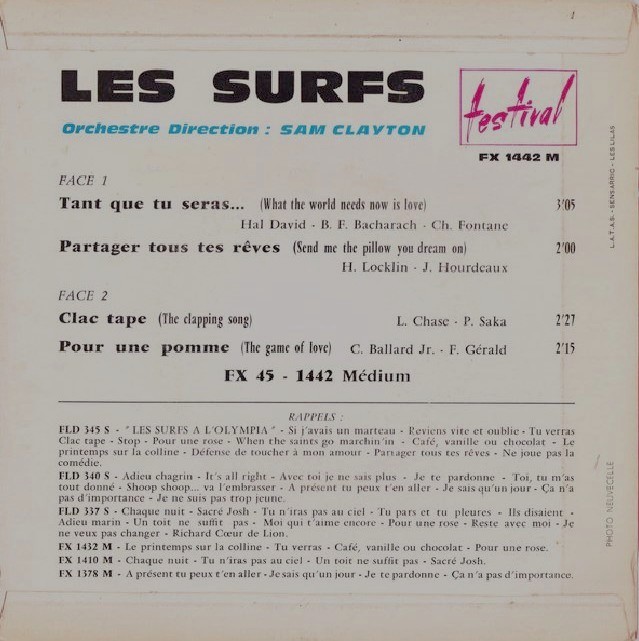 1
LES SURFS
Orchestre Direction : SAM CLAYTON
festival
FX 1442 M
FACE 1
Tant que tu seras... (What the world needs now is love) 3'05
Hal David - B. F. Bacharach - Ch. Fontane
Partager tous tes rêves (Send me the pillow you dream on) 2'00
H. Locklin - J. Hourdeaux
FACE 2
Clac tape (The clapping song) L. Chase - P. Saka 2'27
Pour une pomme (The game of love) C. Ballard Jr. - F. Gérald 2'15
FX 45 - 1442 Médium
RAPPELS :
FLD 345 S - "LES SURFS A L'OLYMPIA" - Si j'avais un marteau - Reviens vite et oublie - Tu verras
Clac tape - Stop - Pour une rose - When the saints go marchin'in - Café, vanille ou chocolat - Le
printemps sur la colline - Défense de toucher à mon amour - Partager tous tes rêves - Ne joue pas la
comédie.
FLD 340 S - Adieu chagrin - It's all right - Avec toi je ne sais plus - Je te pardonne - Toi, tu m'as
tout donné - Shoop shoop... va l'embrasser - A présent tu peux t'en aller - Je sais qu'un jour - Ça n'a
pas d'importance - Je ne suis pas trop jeune.
FLD 337 S - Chaque nuit - Sacré Josh - Tu n'iras pas au ciel - Tu pars et tu pleures « Ils disaient »
Adieu marin - Un toit ne suffit pas - Moi qui t'aime encore - Pour une rose - Reste avec moi - Je
ne veux pas changer - Richard Cœur de Lion.
FX 1432 M - Le printemps sur la colline - Tu verras - Café, vanille ou chocolat - Pour une rose.
FX 1410 M - Chaque nuit - Tu n'iras pas au ciel - Un toit ne suffit pas - Sacré Josh.
FX 1378 M - A présent tu peux t'en aller - Je sais qu'un jour - Je te pardonne - Ça n'a pas d'importance.
L.A.T.A.S. - SENSARRIC - LES LILAS
PHOTO NEUVECELLE